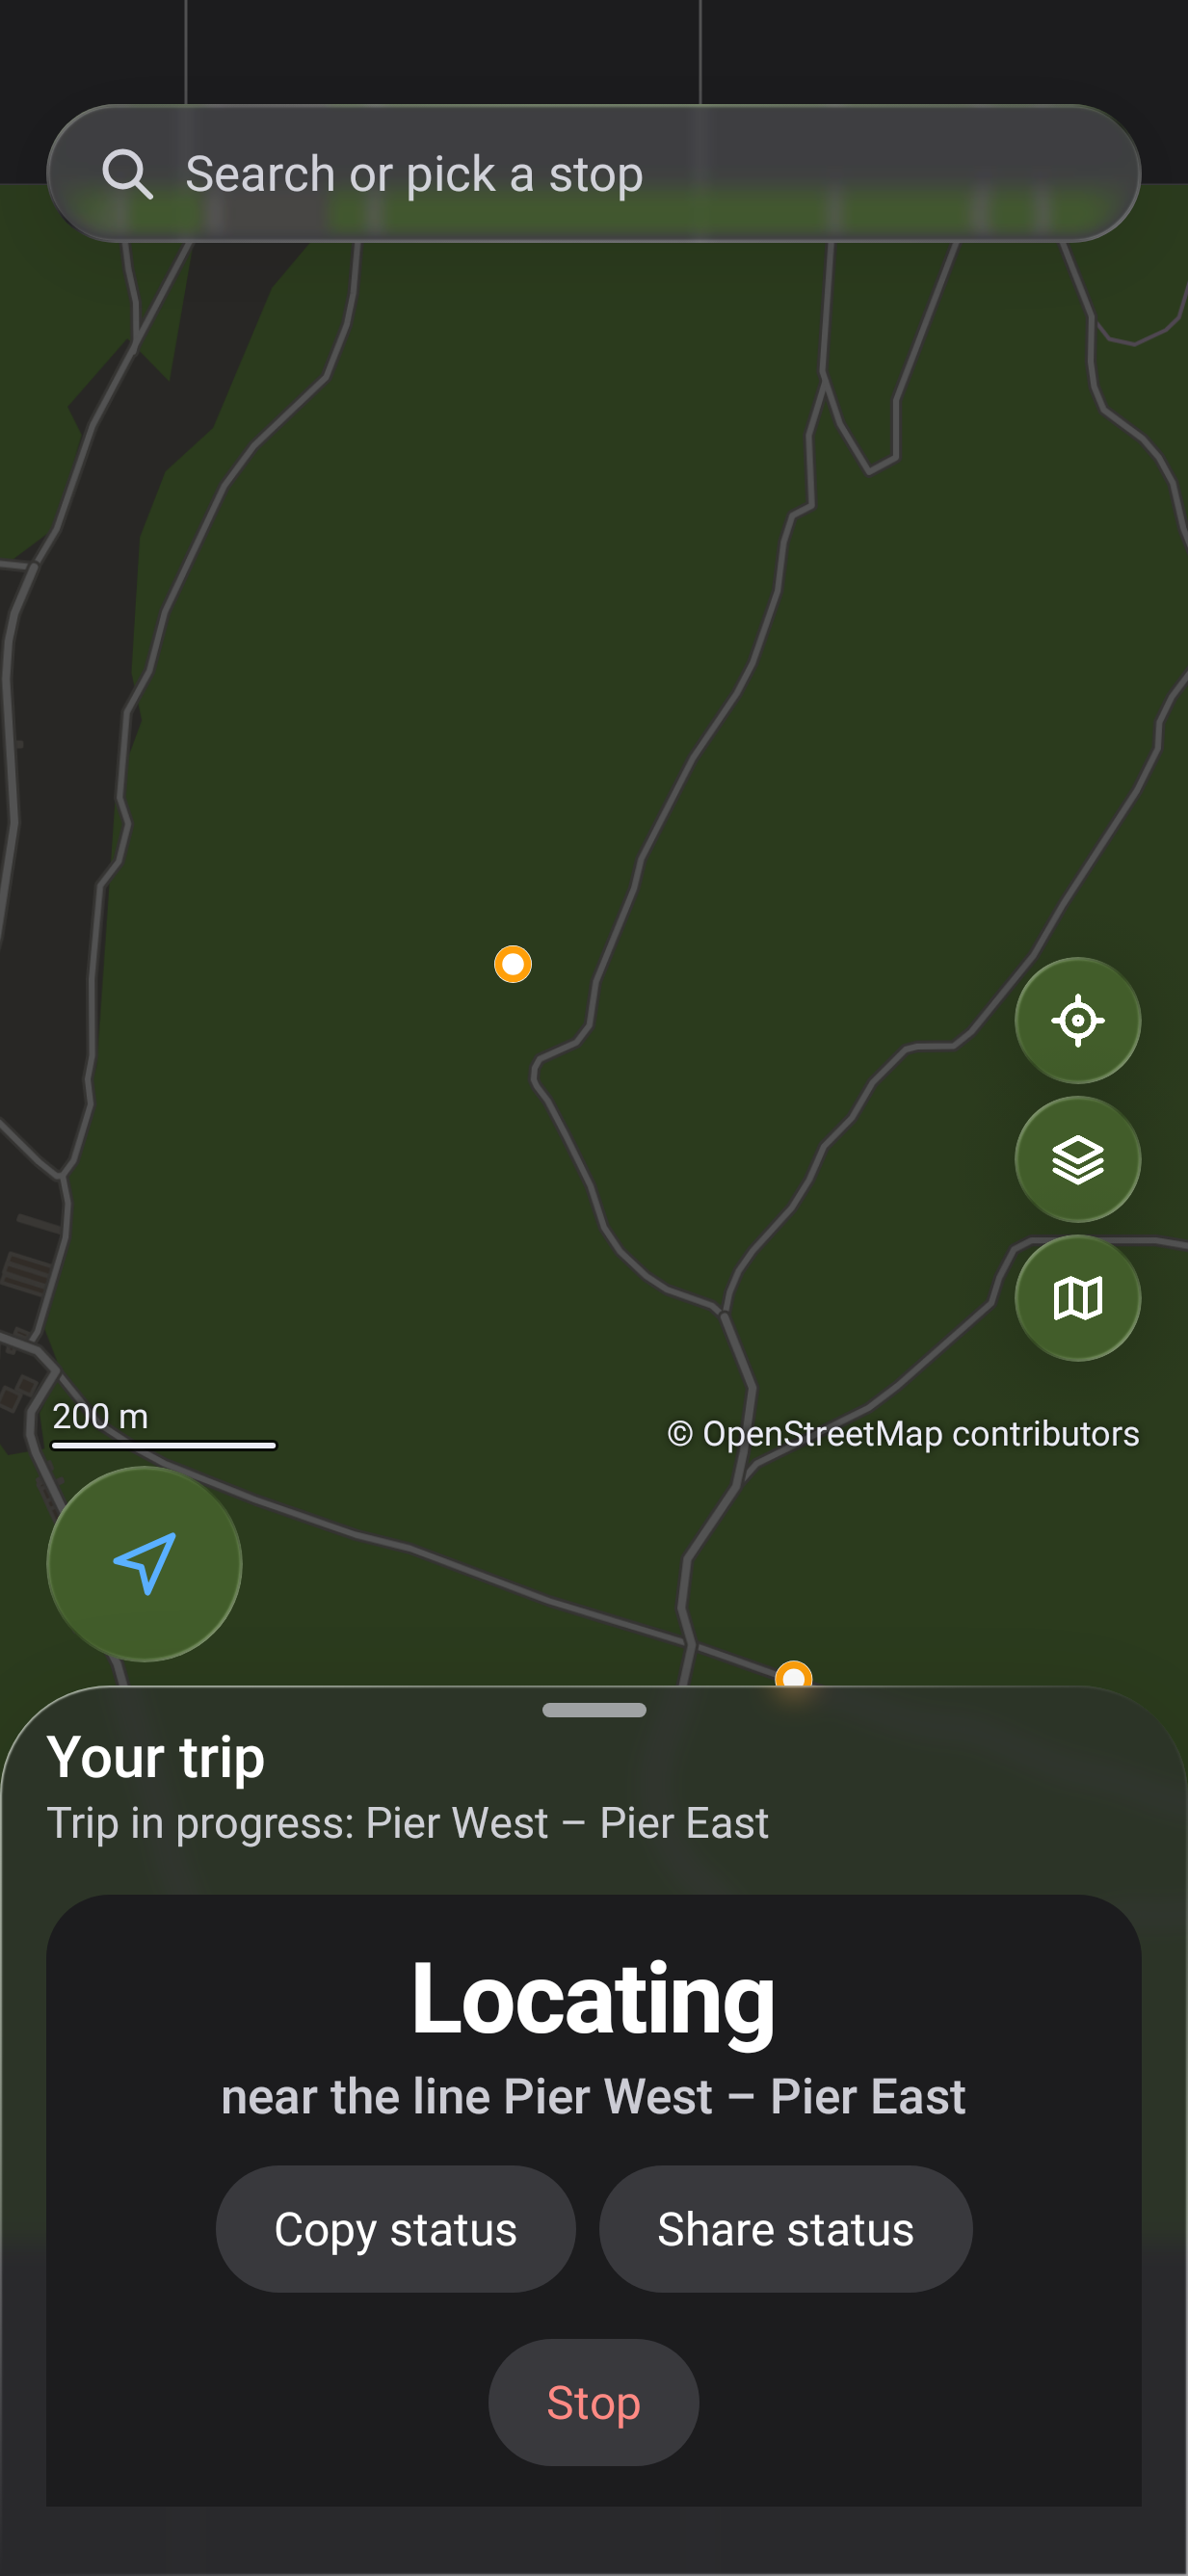 Search or pick a stop
200 m
© OpenStreetMap contributors
Your trip
Trip in progress: Pier West – Pier East
Locating
near the line Pier West – Pier East
Copy status
Share status
Stop